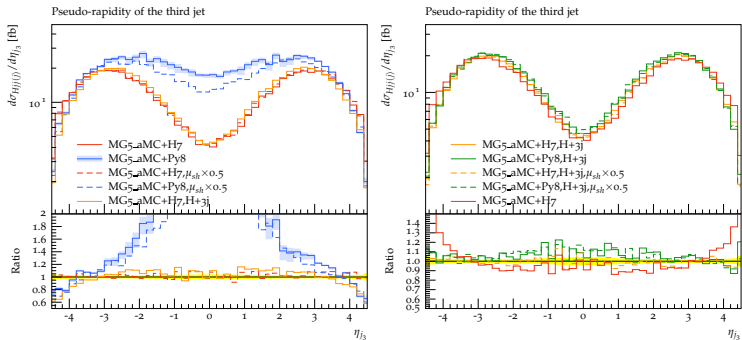 Pseudo-rapidity of the third jet
dσ_{Hjj(j)}/dη_{j₃} [fb]
10¹
MG5_aMC+H7
MG5_aMC+Py8
MG5_aMC+H7,μ_{sh}×0.5
MG5_aMC+Py8,μ_{sh}×0.5
MG5_aMC+H7,H+3j
Ratio
2
1.8
1.6
1.4
1.2
1
0.8
0.6
-4 -3 -2 -1 0 1 2 3 4
η_{j₃}
Pseudo-rapidity of the third jet
dσ_{Hjj(j)}/dη_{j₃} [fb]
10¹
MG5_aMC+H7,H+3j
MG5_aMC+Py8,H+3j
MG5_aMC+H7,H+3j,μ_{sh}×0.5
MG5_aMC+Py8,H+3j,μ_{sh}×0.5
MG5_aMC+H7
Ratio
1.4
1.3
1.2
1.1
1.0
0.9
0.8
0.7
0.6
0.5
-4 -3 -2 -1 0 1 2 3 4
η_{j₃}